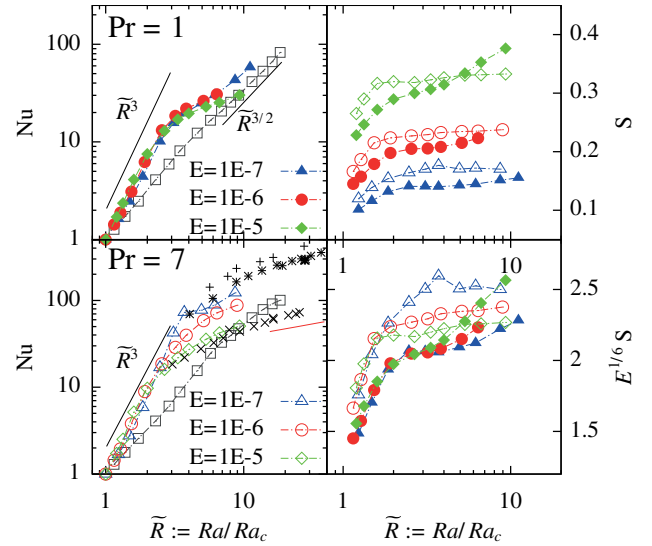 Pr = 1
100
10
1
Nu
R̃³
R̃³ᐟ²
E=1E-7
E=1E-6
E=1E-5
0.4
0.3
0.2
0.1
S
Pr = 7
100
10
1
Nu
R̃³
E=1E-7
E=1E-6
E=1E-5
1 10
R̃ := Ra/Ra_c
1 10
2.5
2
1.5
E^{1/6} S
1 10
R̃ := Ra/Ra_c